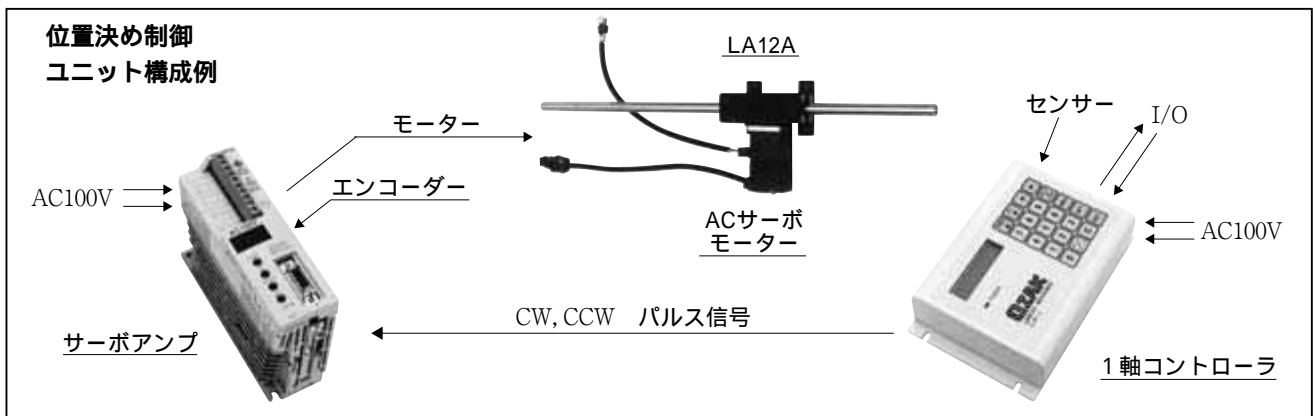 位置決め制御
ユニット構成例
LA12A
センサー
I/O
モーター
エンコーダー
AC100V
ACサーボ
モーター
AC100V
CW, CCW パルス信号
サーボアンプ
OZAK
1軸コントローラ